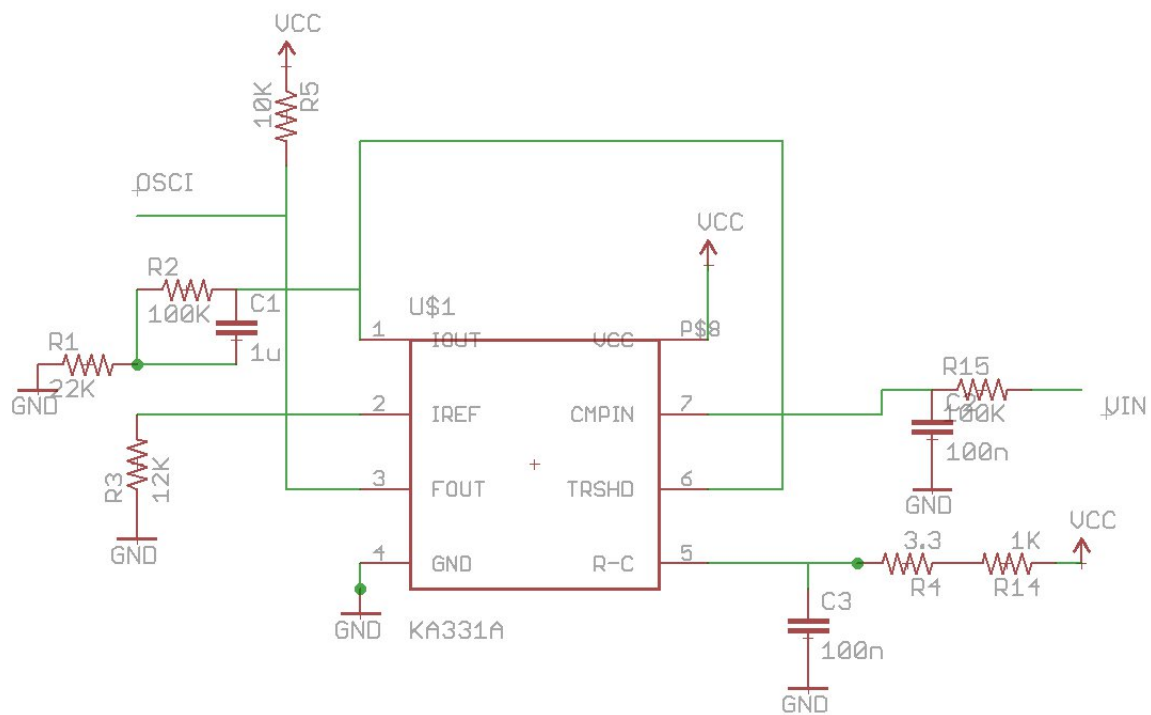 VCC
10K
R5
OSCI
VCC
R2
100K
C1
1u
R1
22K
GND
U$1
1
IOUT
VCC
P$8
2
IREF
CMPIN
7
R15
100K
C2
100n
VIN
GND
R3
12K
GND
3
FOUT
TRSHD
6
4
GND
R-C
5
3.3
R4
1K
R14
VCC
GND
KA331A
C3
100n
GND